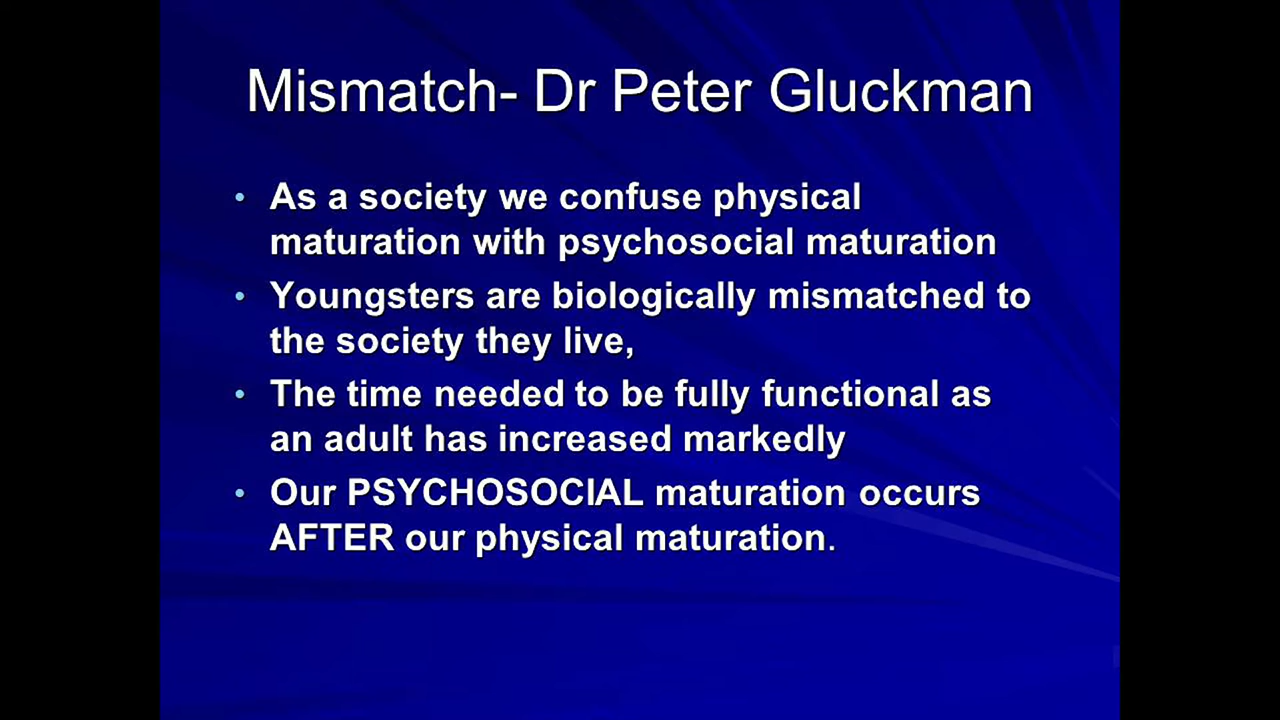 Mismatch- Dr Peter Gluckman
• As a society we confuse physical
maturation with psychosocial maturation
• Youngsters are biologically mismatched to
the society they live,
• The time needed to be fully functional as
an adult has increased markedly
• Our PSYCHOSOCIAL maturation occurs
AFTER our physical maturation.